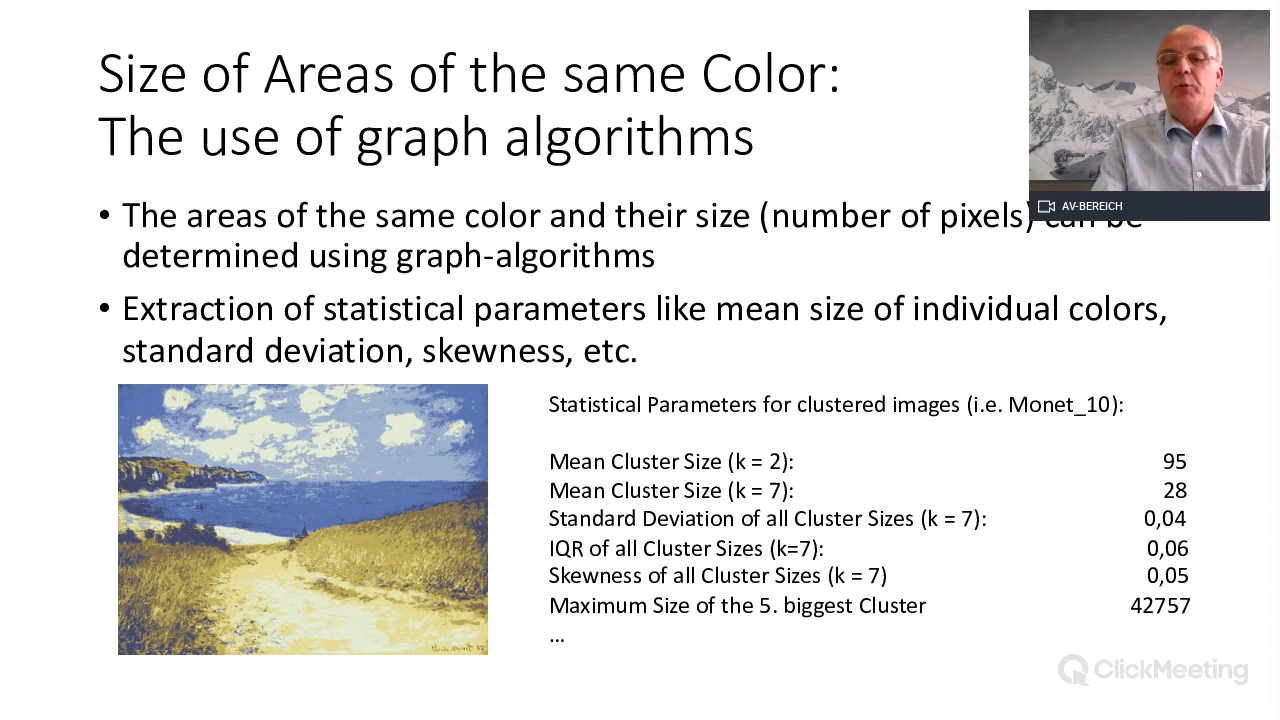 Size of Areas of the same Color:
The use of graph algorithms
AV-BEREICH
• The areas of the same color and their size (number of pixels) can be
determined using graph-algorithms
• Extraction of statistical parameters like mean size of individual colors,
standard deviation, skewness, etc.
Statistical Parameters for clustered images (i.e. Monet_10):
Mean Cluster Size (k = 2): 95
Mean Cluster Size (k = 7): 28
Standard Deviation of all Cluster Sizes (k = 7): 0,04
IQR of all Cluster Sizes (k=7): 0,06
Skewness of all Cluster Sizes (k = 7) 0,05
Maximum Size of the 5. biggest Cluster 42757
...
Claude Monet
ClickMeeting